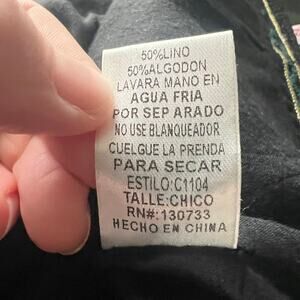 50%LINO
50%ALGODON
LAVARA MANO EN
AGUA FRIA
POR SEP ARADO
NO USE BLANQUEADOR
CUELGUE LA PRENDA
PARA SECAR
ESTILO:C1104
TALLE:CHICO
RN#:130733
HECHO EN CHINA